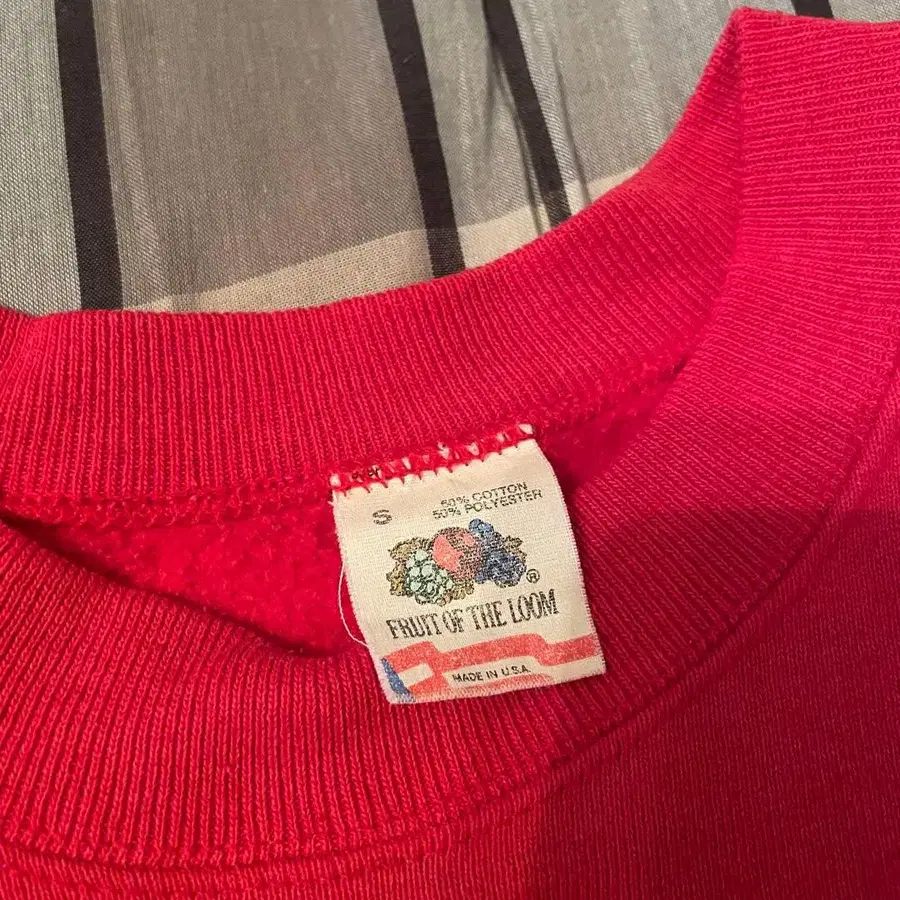 S
50% COTTON
50% POLYESTER
®
FRUIT OF THE LOOM
MADE IN U.S.A.